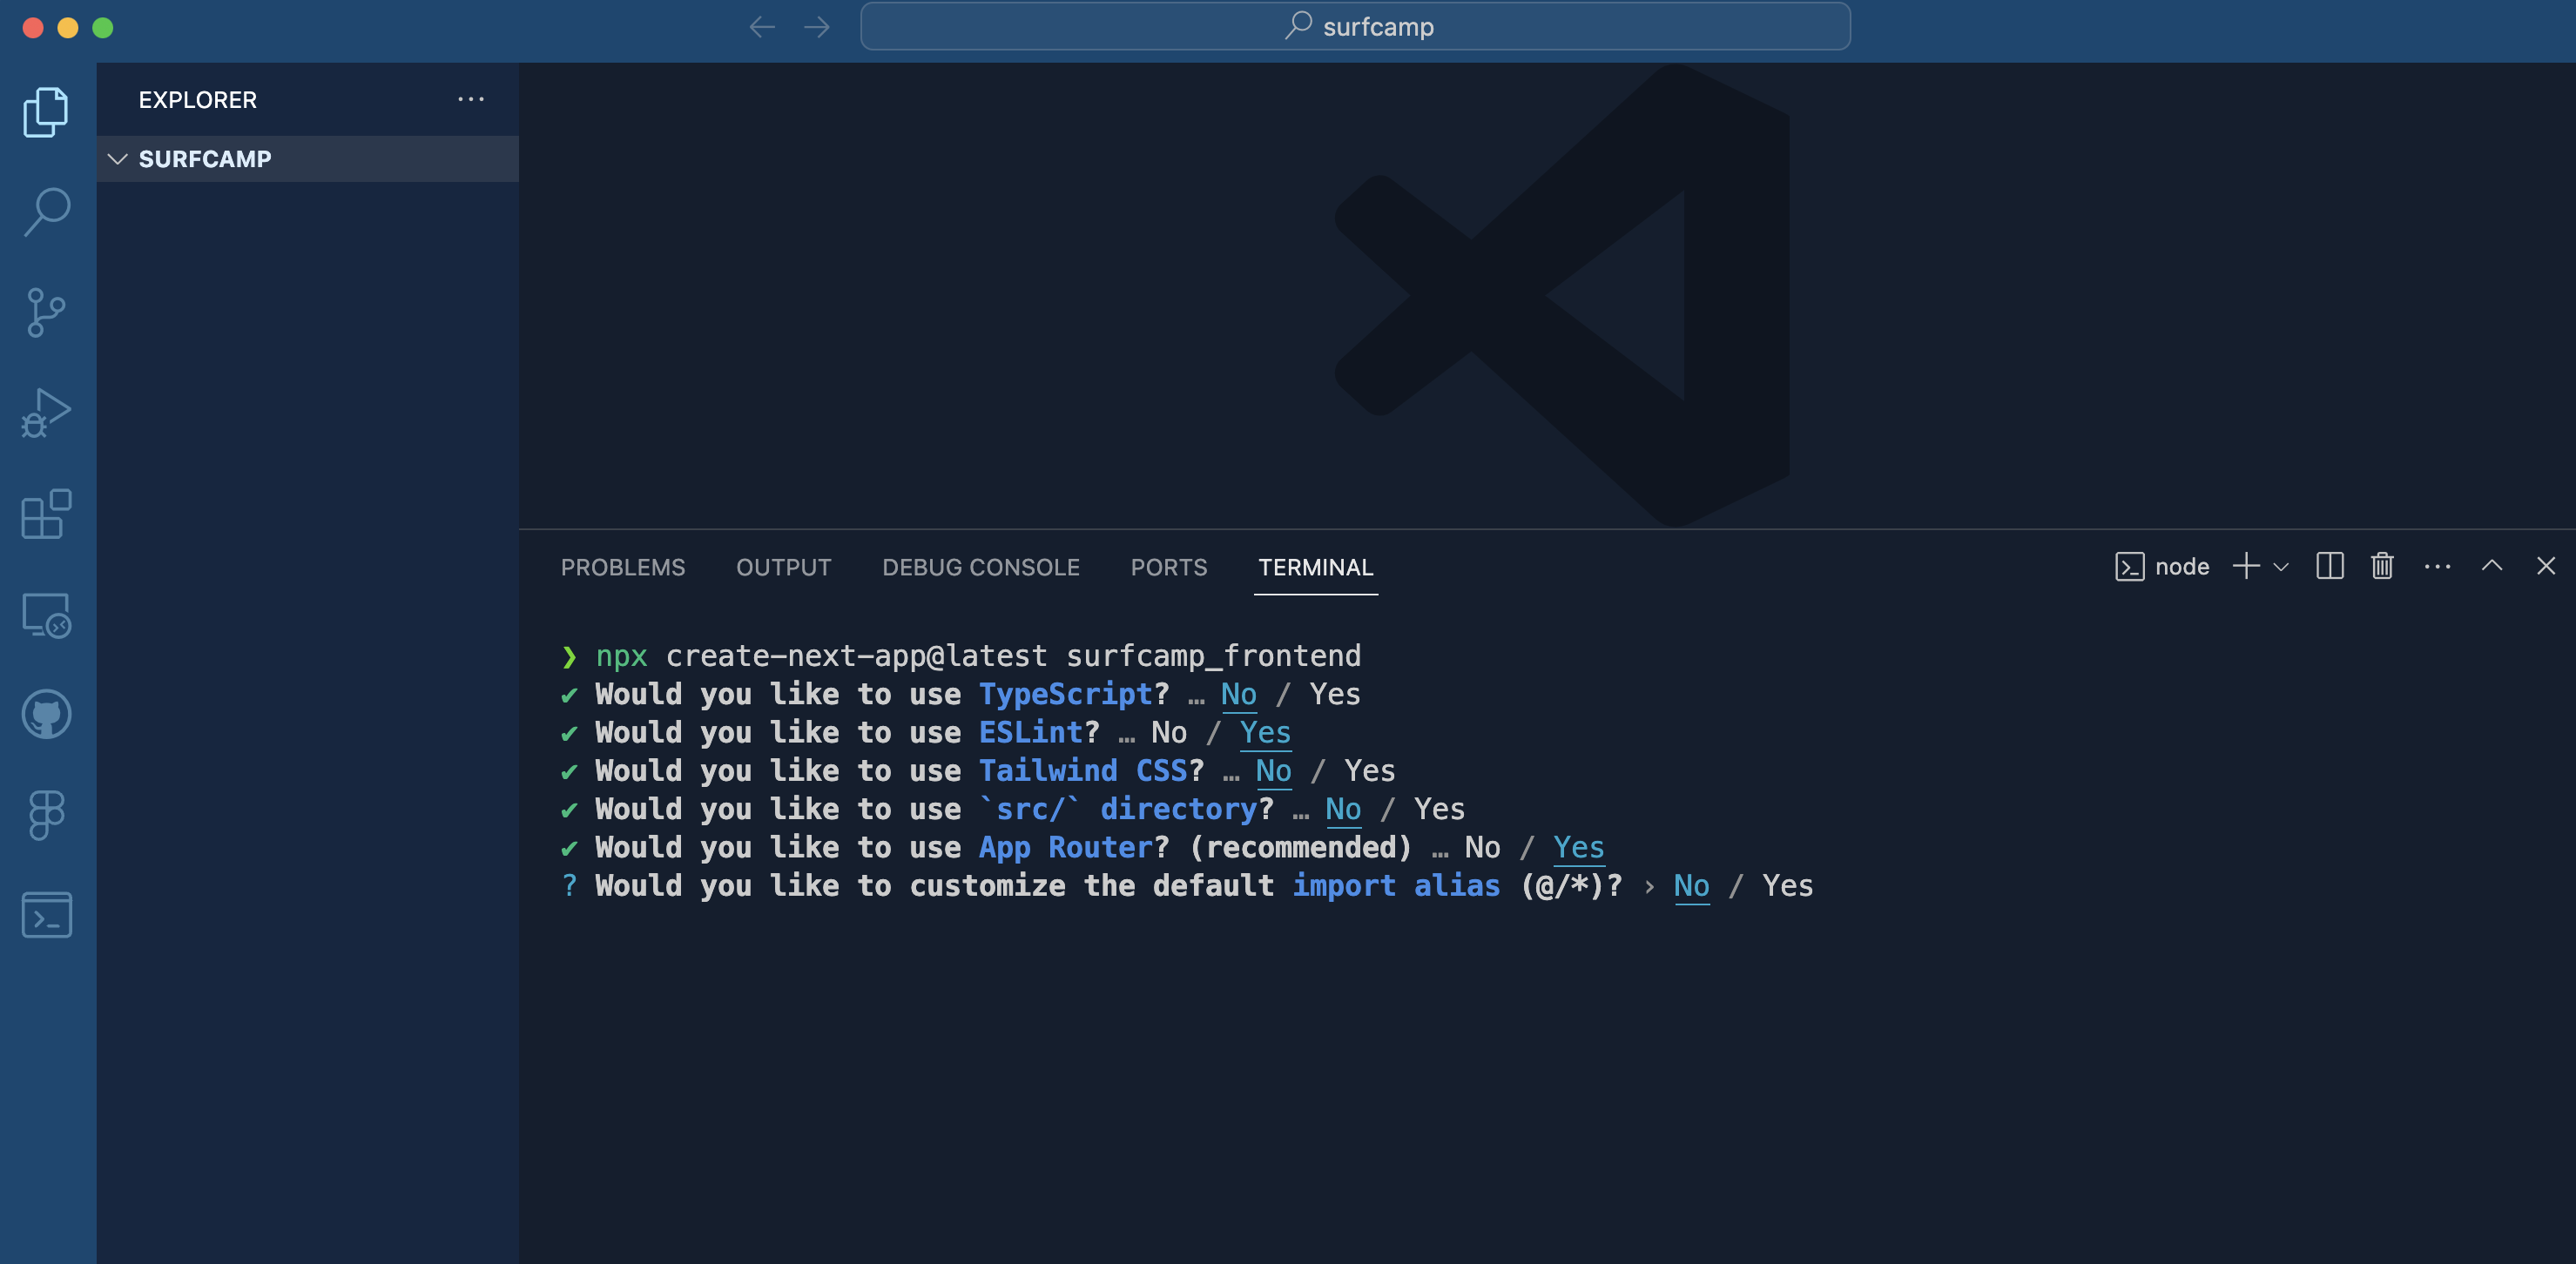 surfcamp
EXPLORER
SURFCAMP
PROBLEMS OUTPUT DEBUG CONSOLE PORTS TERMINAL node
❯ npx create-next-app@latest surfcamp_frontend
✔ Would you like to use TypeScript? … No / Yes
✔ Would you like to use ESLint? … No / Yes
✔ Would you like to use Tailwind CSS? … No / Yes
✔ Would you like to use `src/` directory? … No / Yes
✔ Would you like to use App Router? (recommended) … No / Yes
? Would you like to customize the default import alias (@/*)? › No / Yes